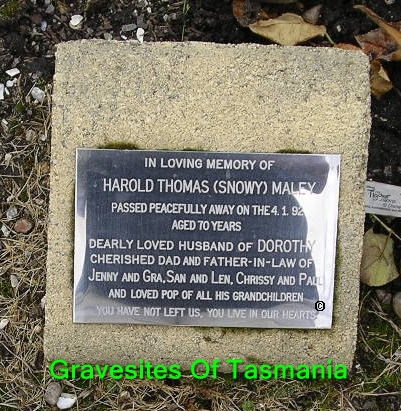 IN LOVING MEMORY OF
HAROLD THOMAS (SNOWY) MALEY
PASSED PEACEFULLY AWAY ON THE 4. 1. 92
AGED 70 YEARS
DEARLY LOVED HUSBAND OF DOROTHY
CHERISHED DAD AND FATHER-IN-LAW OF
JENNY AND GRA, SAN AND LEN, CHRISSY AND PAUL
AND LOVED POP OF ALL HIS GRANDCHILDREN
YOU HAVE NOT LEFT US, YOU LIVE IN OUR HEARTS
©
Gravesites Of Tasmania